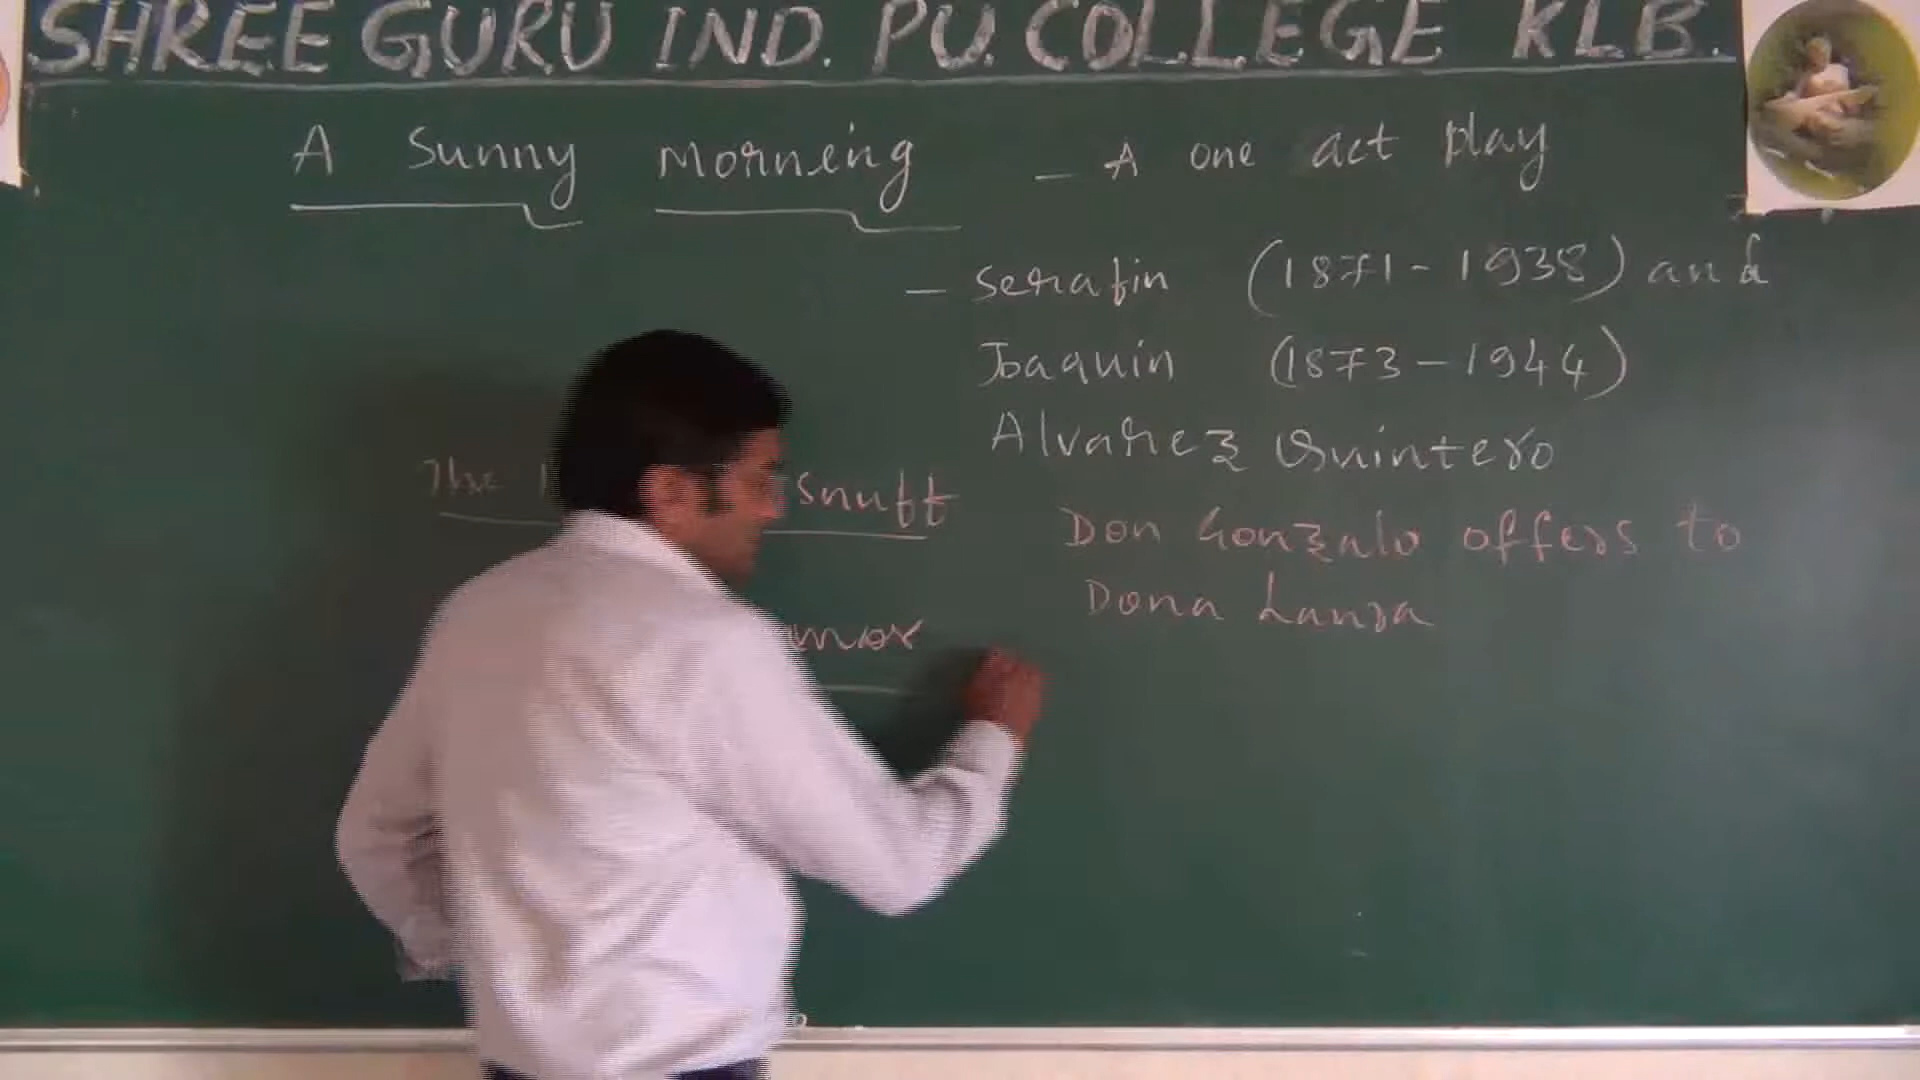 SHREE GURU IND. PU. COLLEGE KLB.
A Sunny Morning – A one act play
– Serafin (1871 - 1938) and
Joaquin (1873 – 1944)
Alvarez Quintero
The Snuff
Don Gonzalo offers to
Dona Laura